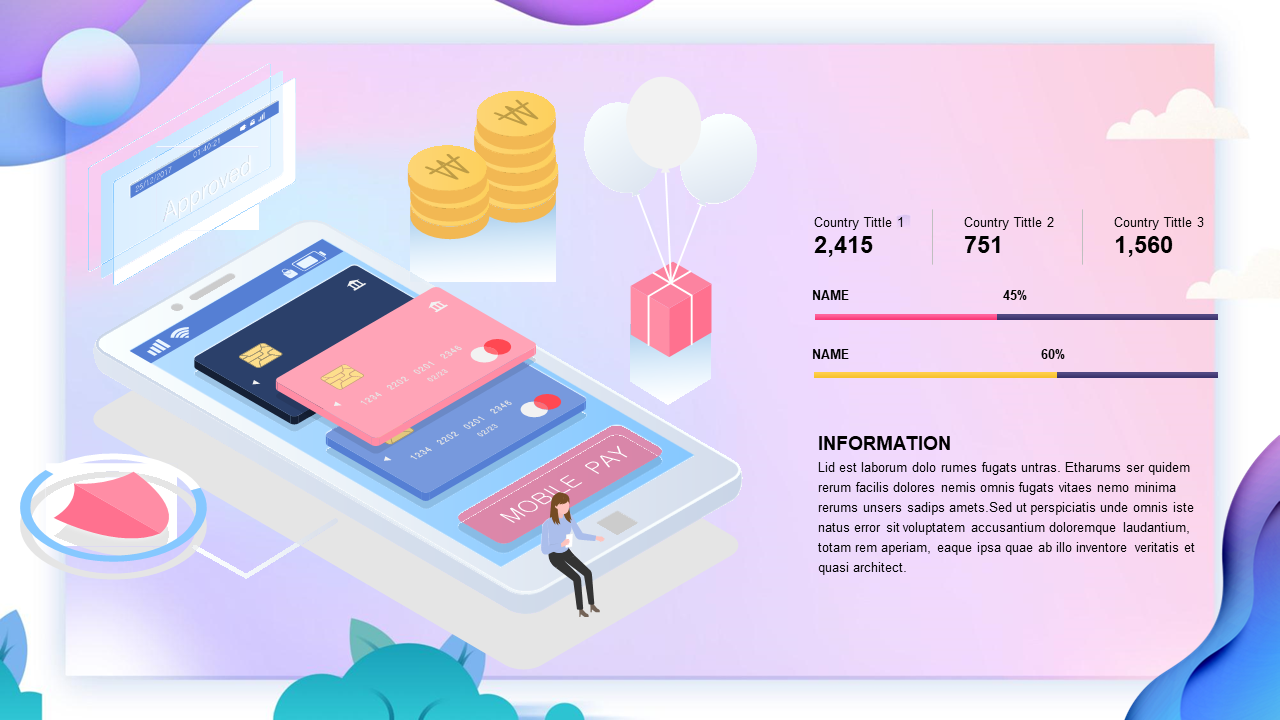 25/12/2017 01:40:21
Approved
1234 2202 0201 2346
02/23
1234 2202 0201 2346
02/23
MOBILE PAY
Country Tittle 1
2,415
Country Tittle 2
751
Country Tittle 3
1,560
NAME 45%
NAME 60%
INFORMATION
Lor est laborum dolo rumes fugats untras. Etharums ser quidem
rerum facilis dolores nemis omnis fugats vitaes nemo minima
rerums unsers sadips amets.Sed ut perspiciatis unde omnis iste
natus error sit voluptatem accusantium doloremque laudantium,
totam rem aperiam, eaque ipsa quae ab illo inventore veritatis et
quasi architect.